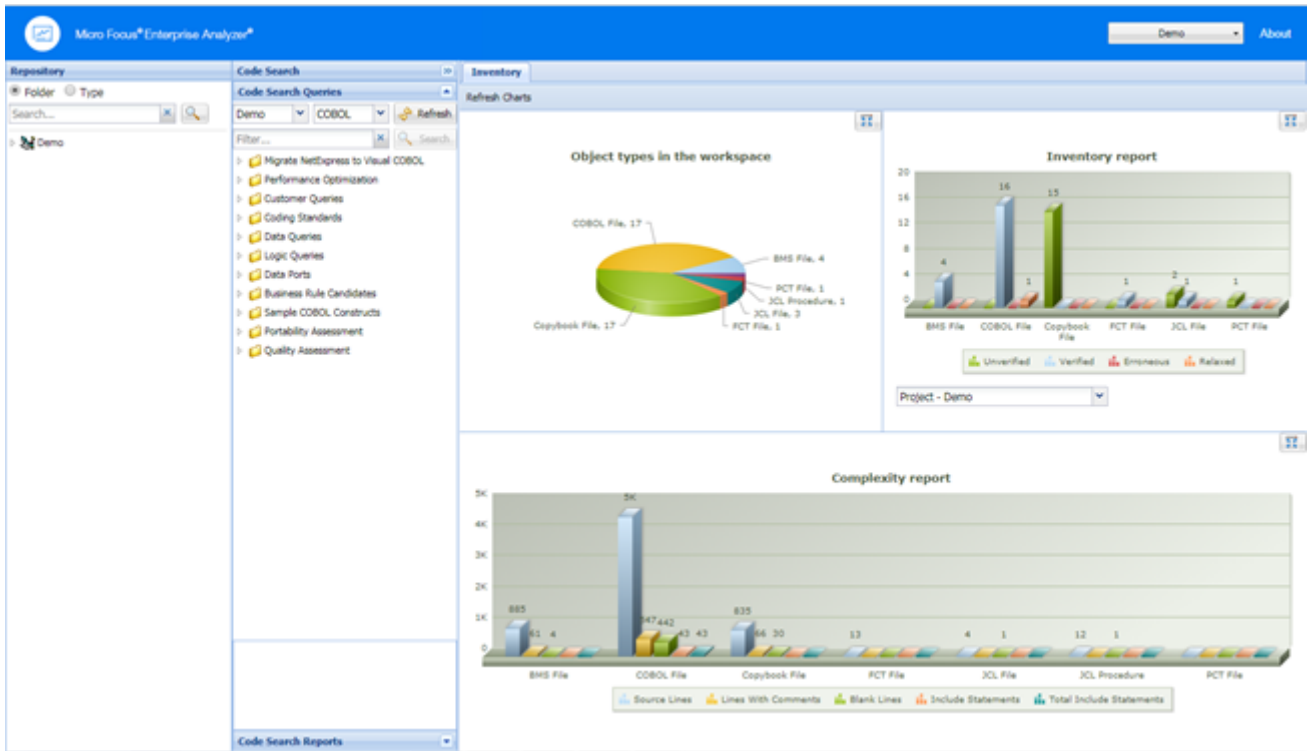 Micro Focus® Enterprise Analyzer®
Demo
About
Repository
Folder Type
Search...
Demo
Code Search
Code Search Queries
Demo COBOL Refresh
Filter... Search
Migrate NetExpress to Visual COBOL
Performance Optimization
Customer Queries
Coding Standards
Data Queries
Logic Queries
Data Ports
Business Rule Candidates
Sample COBOL Constructs
Portability Assessment
Quality Assessment
Code Search Reports
Inventory
Refresh Charts
Object types in the workspace
COBOL File, 17
BMS File, 4
PCT File, 1
JCL Procedure, 1
JCL File, 3
FCT File, 1
Copybook File, 17
Inventory report
20
16
12
8
4
0
4
16
1
15
1
2
1
1
BMS File COBOL File Copybook File FCT File JCL File PCT File
Unverified Verified Erroneous Relaxed
Project - Demo
Complexity report
5K
4K
3K
2K
1K
0
885 61 4
5K 442 43 43
835 66 30
13
4 1
12 1
BMS File COBOL File Copybook File FCT File JCL File JCL Procedure PCT File
Source Lines Lines With Comments Blank Lines Include Statements Total Include Statements